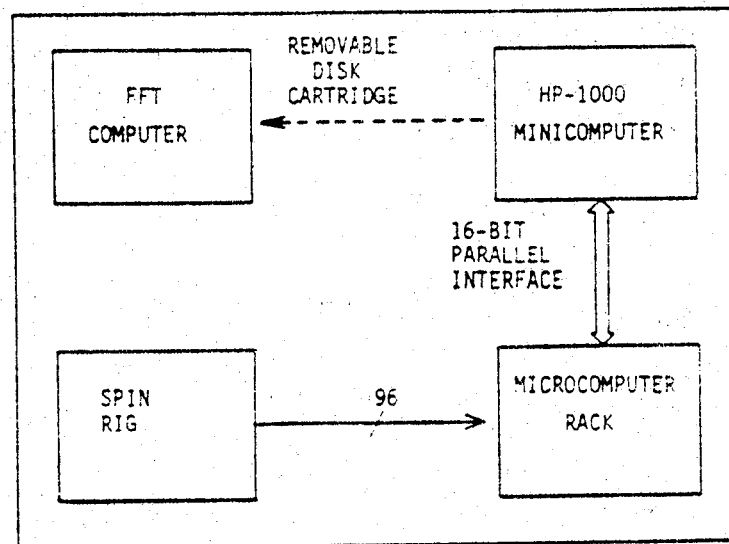 FFT
COMPUTER
REMOVABLE
DISK
CARTRIDGE
HP-1000
MINICOMPUTER
16-BIT
PARALLEL
INTERFACE
SPIN
RIG
96
MICROCOMPUTER
RACK